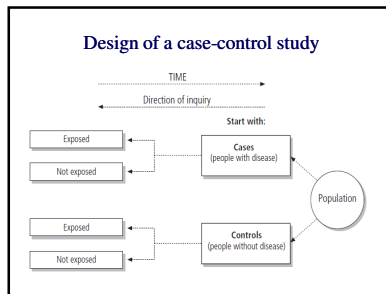 Design of a case-control study
TIME
Direction of inquiry
Start with:
Exposed
Not exposed
Cases
(people with disease)
Population
Exposed
Not exposed
Controls
(people without disease)